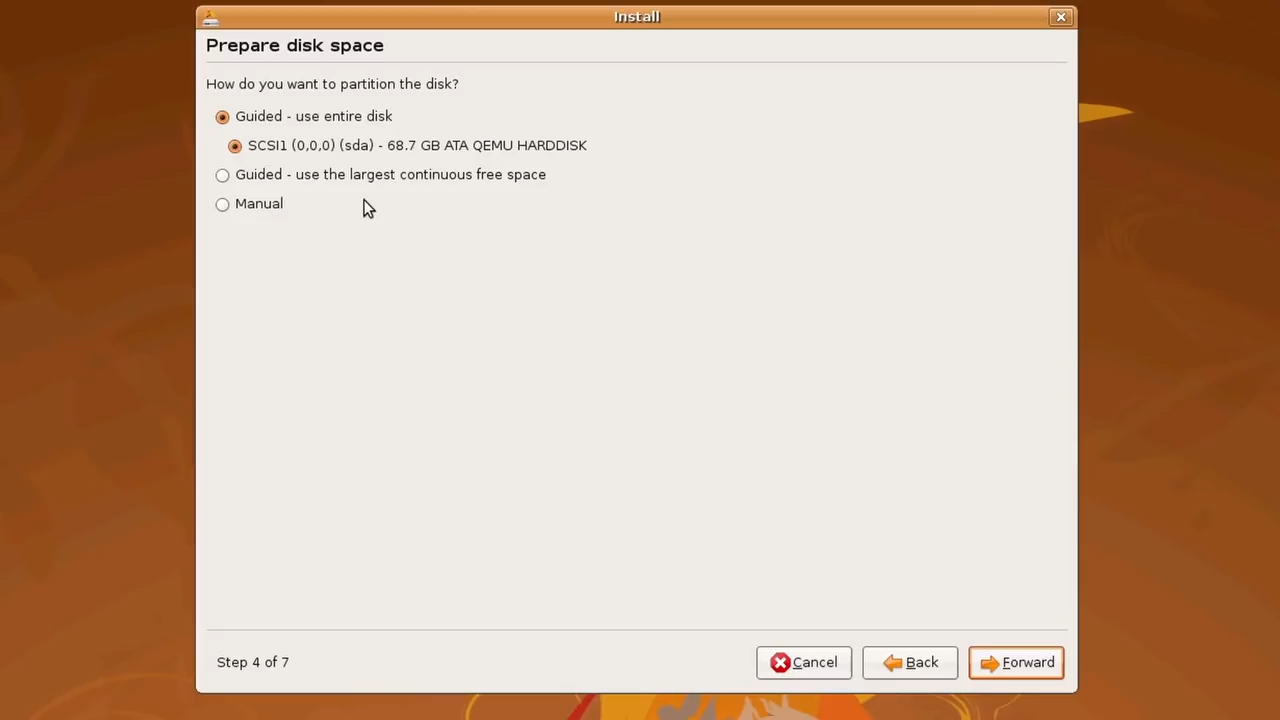 Install
Prepare disk space
How do you want to partition the disk?
Guided - use entire disk
SCSI1 (0,0,0) (sda) - 68.7 GB ATA QEMU HARDDISK
Guided - use the largest continuous free space
Manual
Step 4 of 7
Cancel
Back
Forward